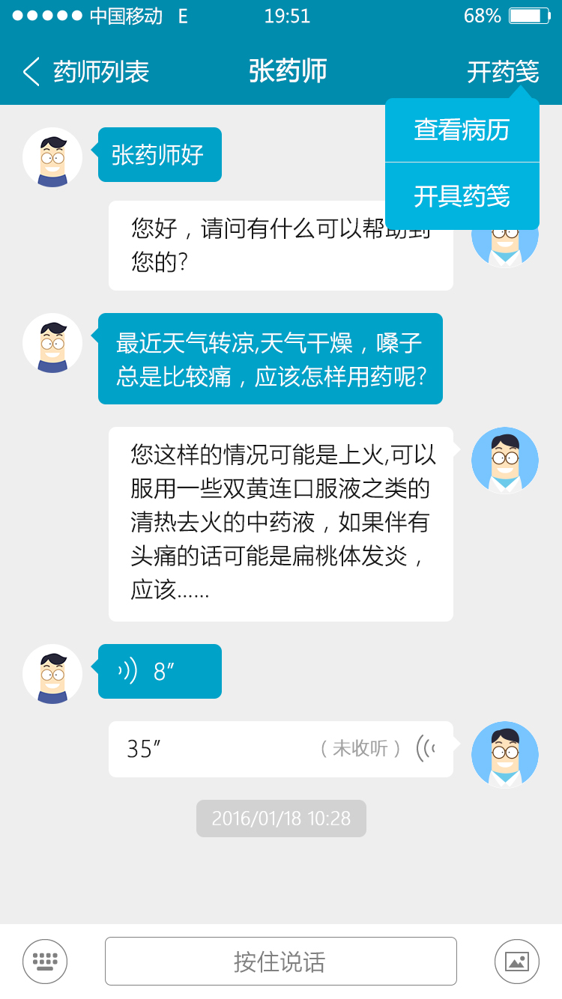 中国移动 E 19:51 68%
药师列表 张药师 开药笺
查看病历
张药师好
开具药笺
您好，请问有什么可以帮助到
您的?
最近天气转凉,天气干燥，嗓子
总是比较痛，应该怎样用药呢?
您这样的情况可能是上火,可以
服用一些双黄连口服液之类的
清热去火的中药液，如果伴有
头痛的话可能是扁桃体发炎，
应该......
8″
35″ （未收听）
2016/01/18 10:28
按住说话